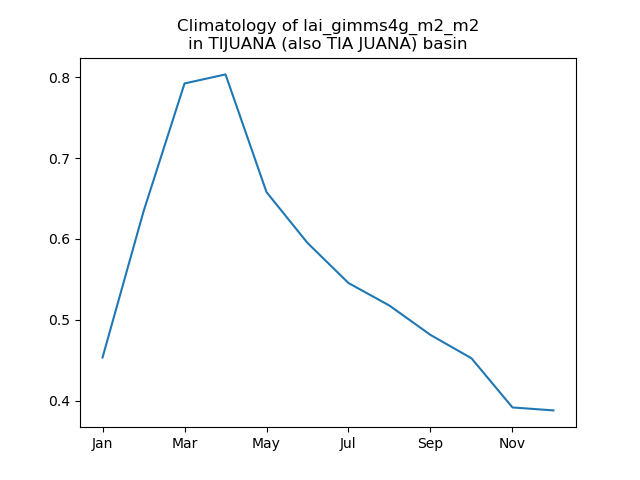 Climatology of lai_gimms4g_m2_m2
in TIJUANA (also TIA JUANA) basin
0.8
0.7
0.6
0.5
0.4
Jan Mar May Jul Sep Nov